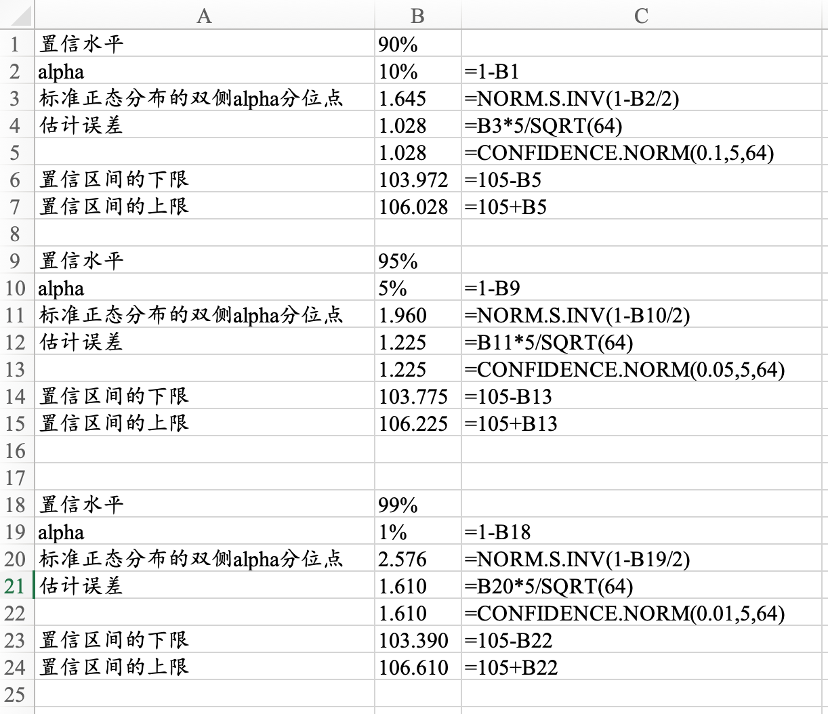 A B C
1 置信水平 90%
2 alpha 10% =1-B1
3 标准正态分布的双侧alpha分位点 1.645 =NORM.S.INV(1-B2/2)
4 估计误差 1.028 =B3*5/SQRT(64)
5 1.028 =CONFIDENCE.NORM(0.1,5,64)
6 置信区间的下限 103.972 =105-B5
7 置信区间的上限 106.028 =105+B5
8
9 置信水平 95%
10 alpha 5% =1-B9
11 标准正态分布的双侧alpha分位点 1.960 =NORM.S.INV(1-B10/2)
12 估计误差 1.225 =B11*5/SQRT(64)
13 1.225 =CONFIDENCE.NORM(0.05,5,64)
14 置信区间的下限 103.775 =105-B13
15 置信区间的上限 106.225 =105+B13
16
17
18 置信水平 99%
19 alpha 1% =1-B18
20 标准正态分布的双侧alpha分位点 2.576 =NORM.S.INV(1-B19/2)
21 估计误差 1.610 =B20*5/SQRT(64)
22 1.610 =CONFIDENCE.NORM(0.01,5,64)
23 置信区间的下限 103.390 =105-B22
24 置信区间的上限 106.610 =105+B22
25